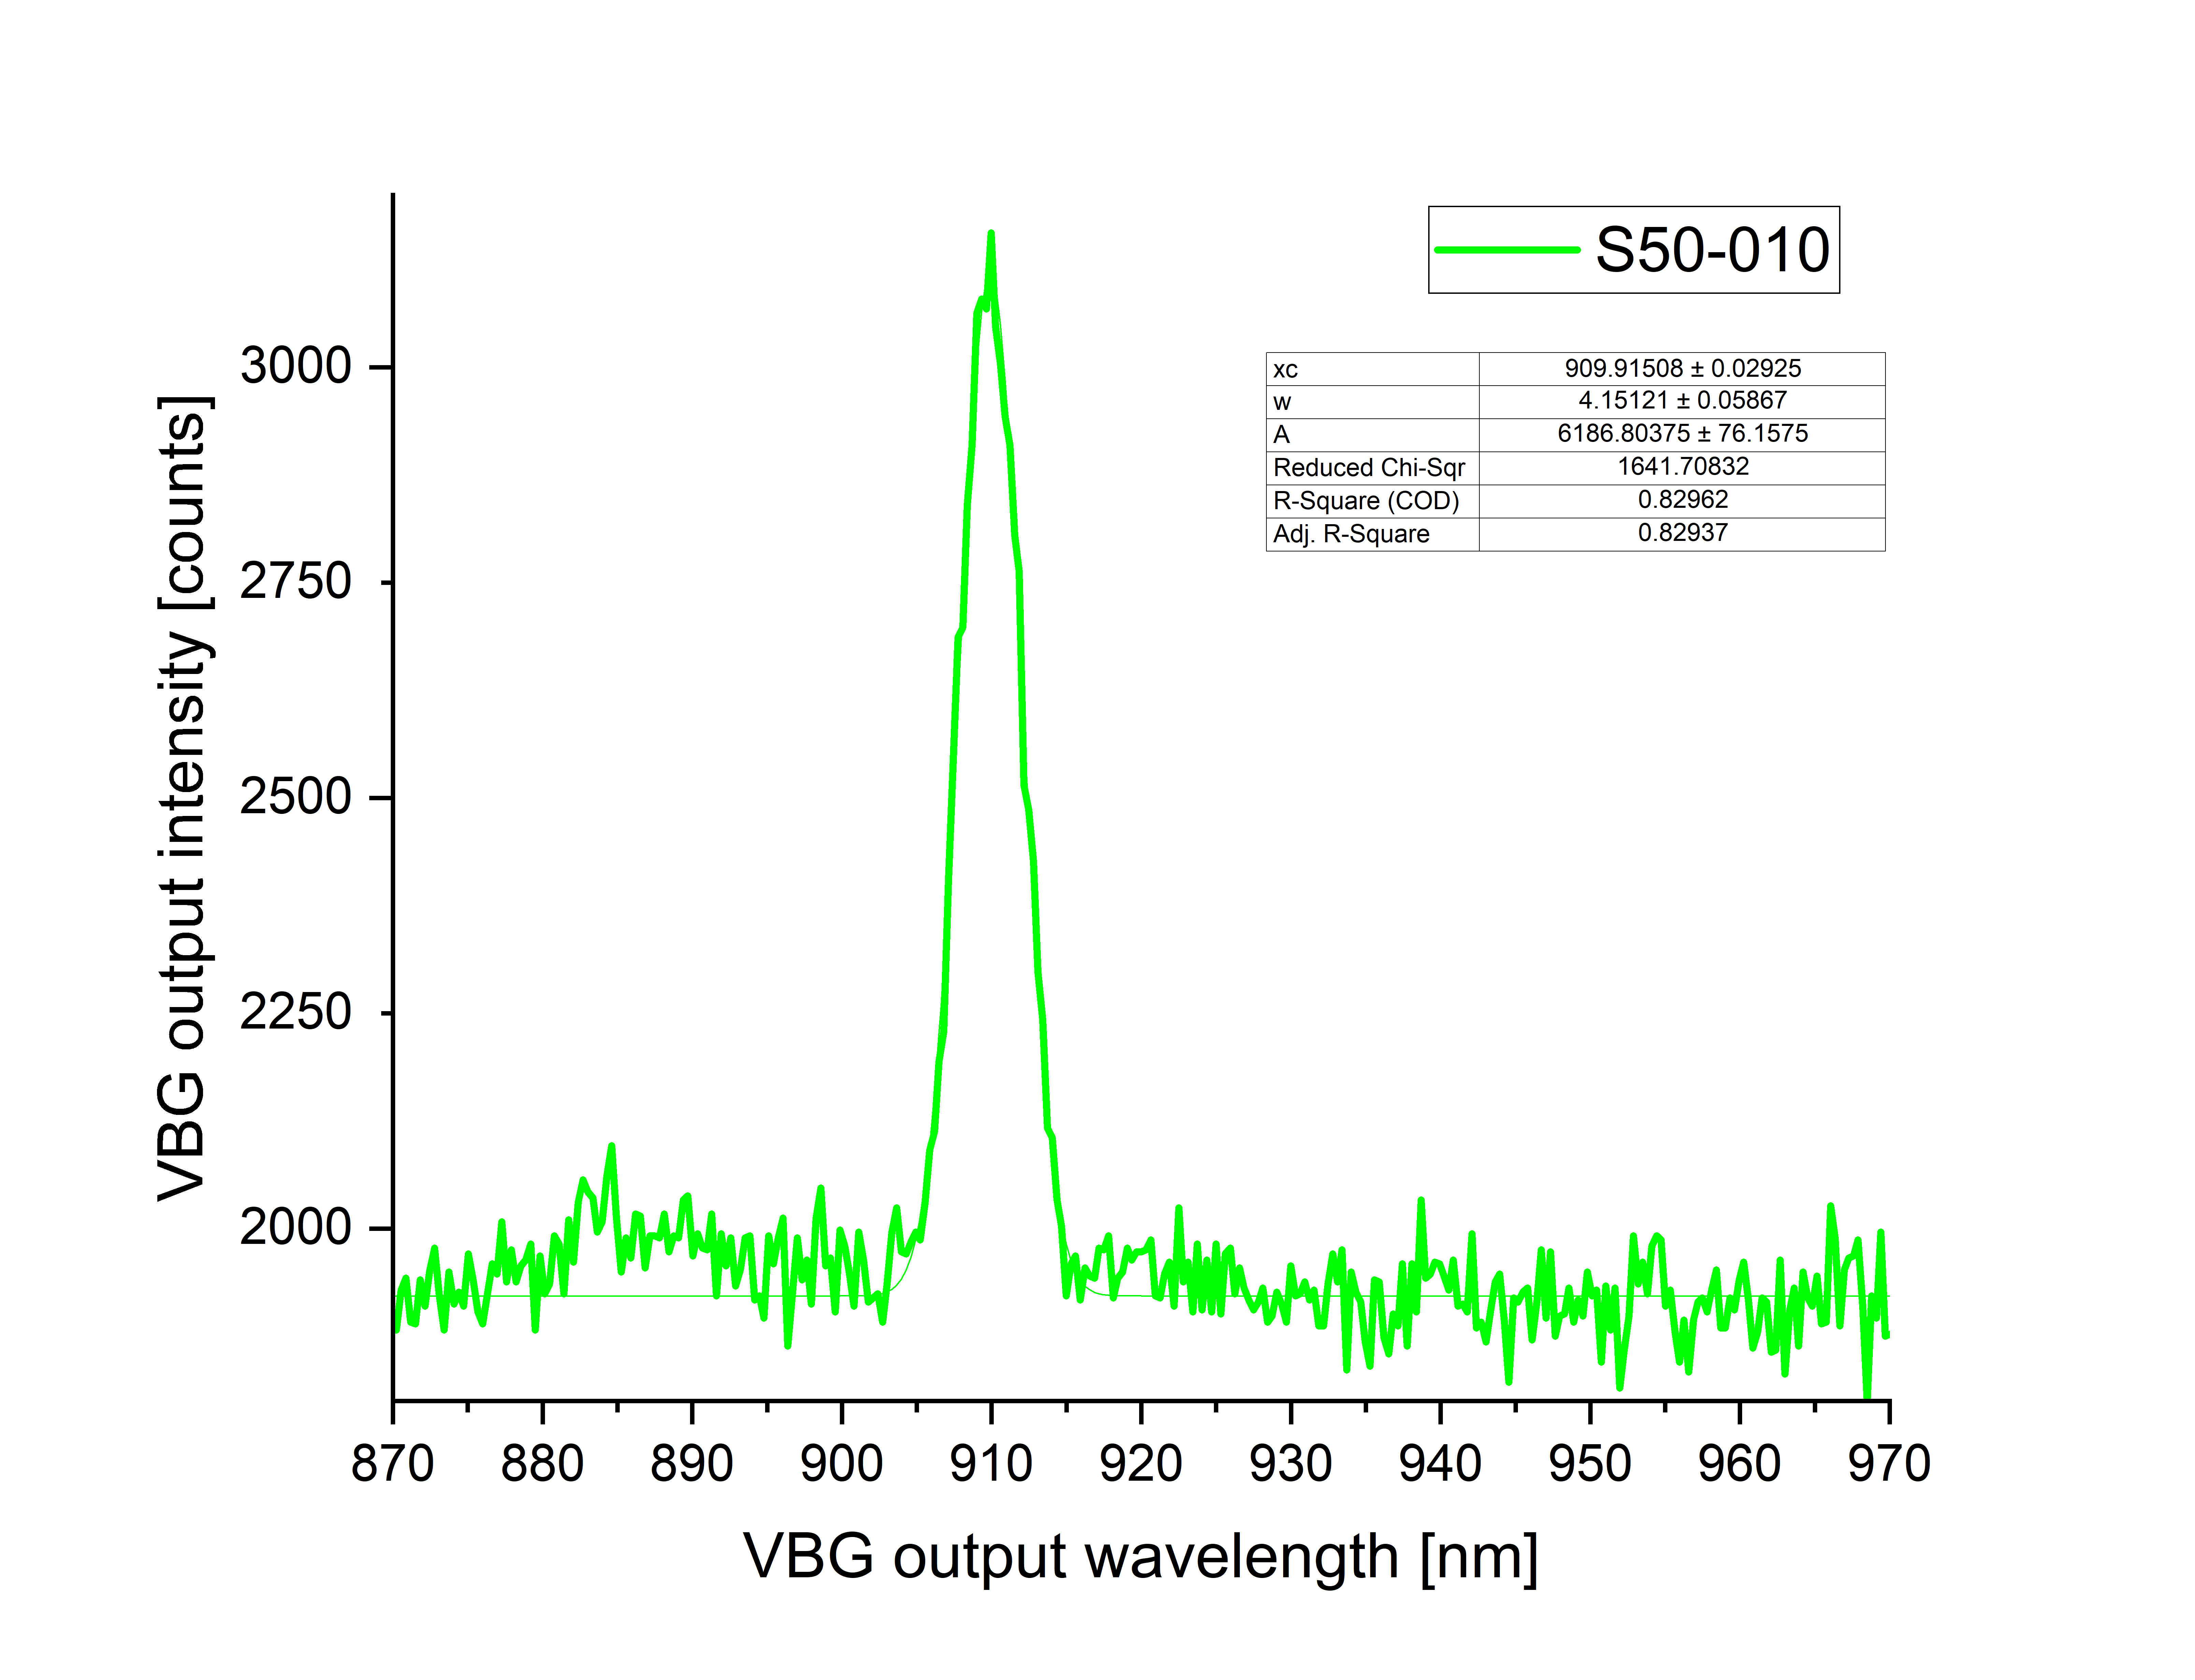 S50-010
xc 909.91508 ± 0.02925
w 4.15121 ± 0.05867
A 6186.80375 ± 76.1575
Reduced Chi-Sqr 1641.70832
R-Square (COD) 0.82962
Adj. R-Square 0.82937
VBG output intensity [counts]
3000
2750
2500
2250
2000
870 880 890 900 910 920 930 940 950 960 970
VBG output wavelength [nm]